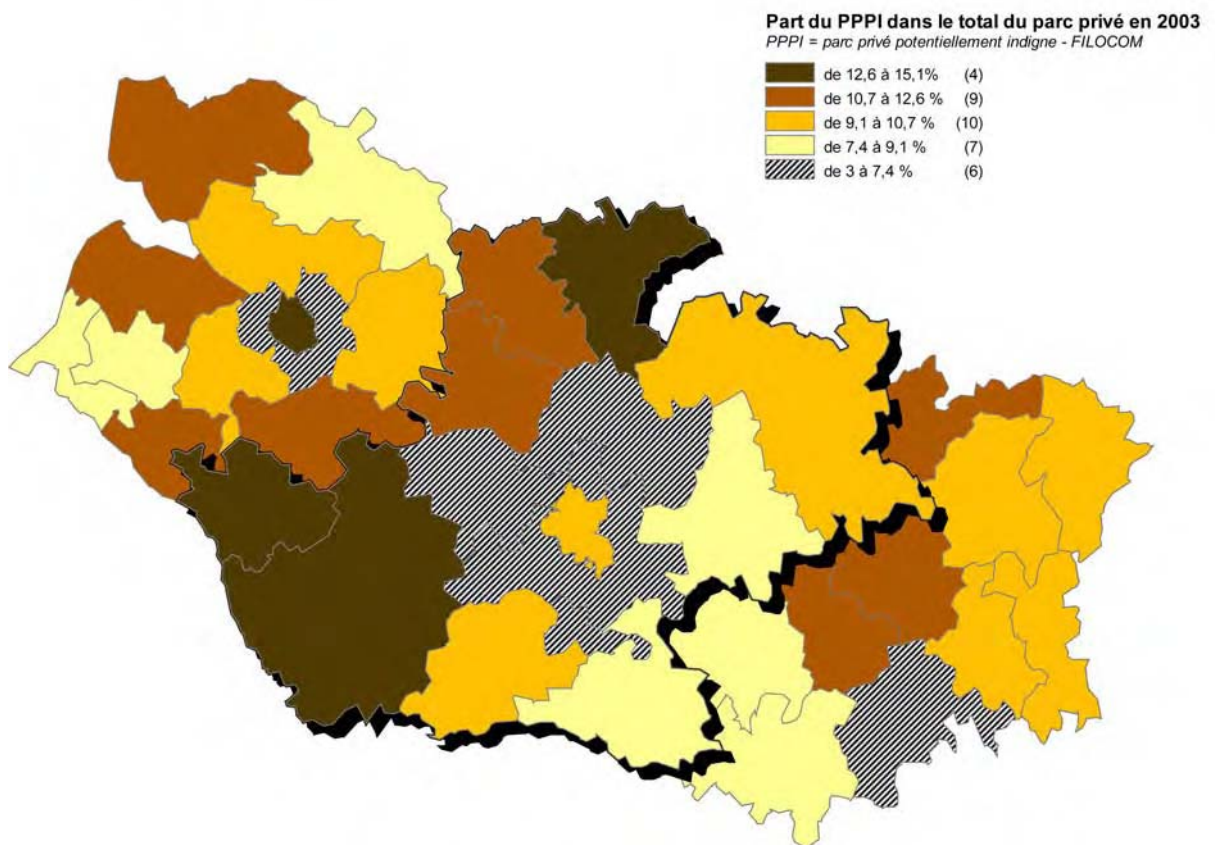 Part du PPPI dans le total du parc privé en 2003
PPPI = parc privé potentiellement indigne - FILOCOM
de 12,6 à 15,1% (4)
de 10,7 à 12,6 % (9)
de 9,1 à 10,7 % (10)
de 7,4 à 9,1 % (7)
de 3 à 7,4 % (6)